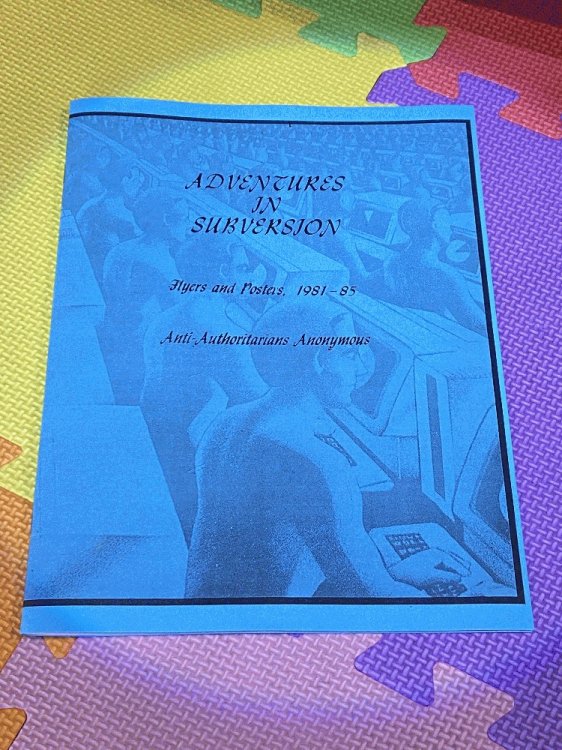 ADVENTURES
IN
SUBVERSION
Flyers and Posters, 1981-85
Anti-Authoritarians Anonymous